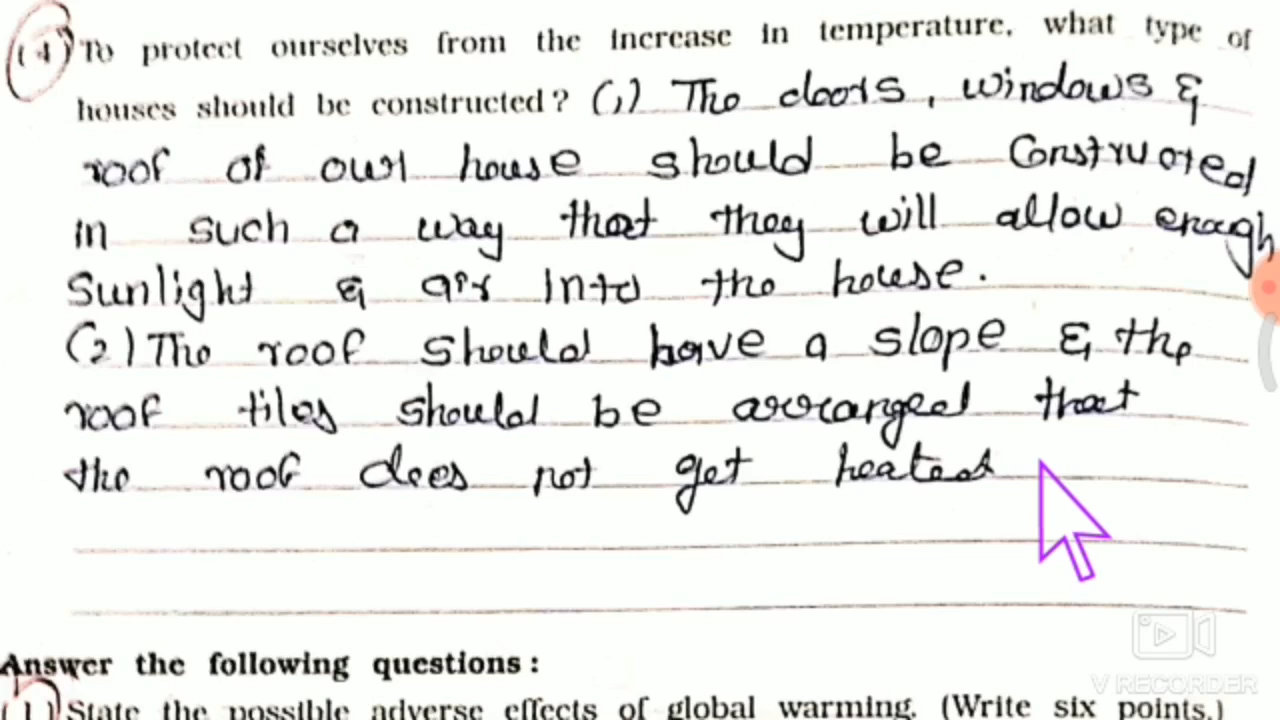 (4) To protect ourselves from the increase in temperature, what type of
houses should be constructed? (1) The doors, windows &
roof of our house should be constructed
in such a way that they will allow enough
sunlight & air into the house.
(2) The roof should have a slope & the
roof tiles should be arranged that
the roof does not get heated
Answer the following questions :
(1) State the possible adverse effects of global warming. (Write six points.)
V RECORDER